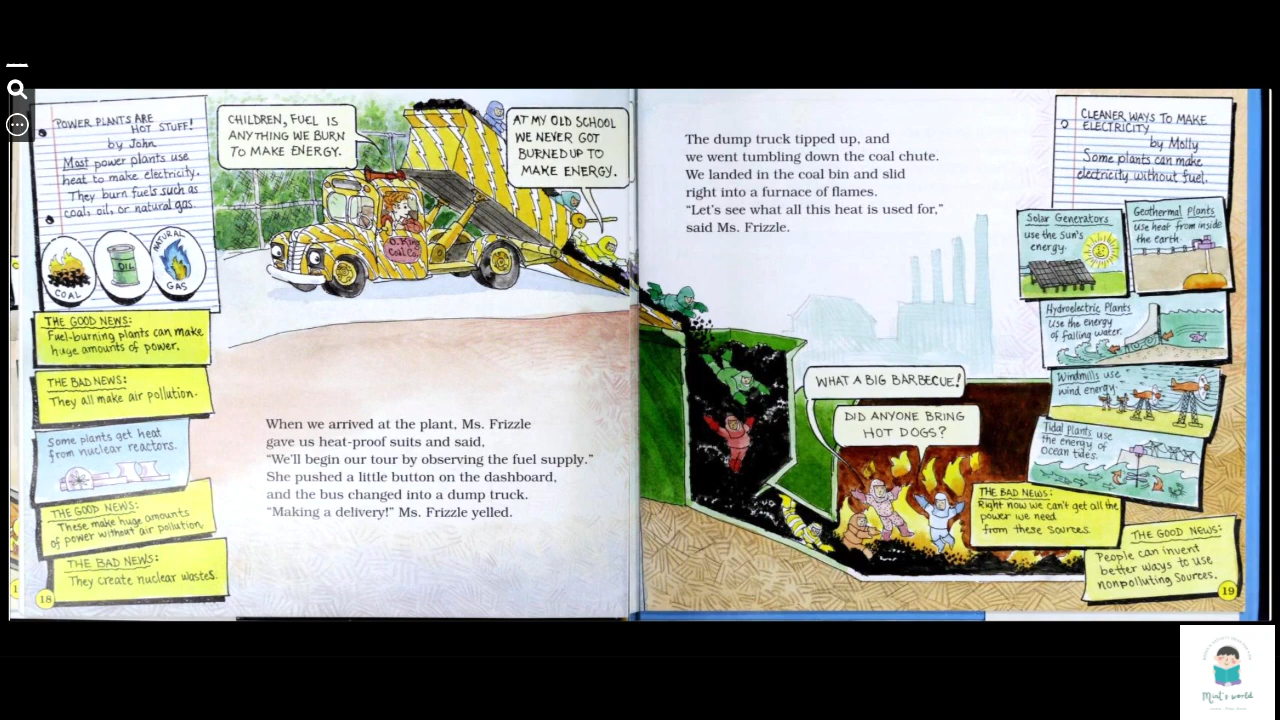 POWER PLANTS ARE
HOT STUFF!
by John
Most power plants use
heat to make electricity.
They burn fuels such as
coal, oil, or natural gas.
COAL
OIL
NATURAL
GAS
THE GOOD NEWS:
Fuel-burning plants can make
huge amounts of power.
THE BAD NEWS:
They all make air pollution.
Some plants get heat
from nuclear reactors.
THE GOOD NEWS:
These make huge amounts
of power without air pollution.
THE BAD NEWS:
They create nuclear wastes.
18
CHILDREN, FUEL IS
ANYTHING WE BURN
TO MAKE ENERGY.
AT MY OLD SCHOOL
WE NEVER GOT
BURNED UP TO
MAKE ENERGY.
When we arrived at the plant, Ms. Frizzle
gave us heat-proof suits and said,
“We’ll begin our tour by observing the fuel supply.”
She pushed a little button on the dashboard,
and the bus changed into a dump truck.
“Making a delivery!” Ms. Frizzle yelled.
The dump truck tipped up, and
we went tumbling down the coal chute.
We landed in the coal bin and slid
right into a furnace of flames.
“Let’s see what all this heat is used for,”
said Ms. Frizzle.
WHAT A BIG BARBECUE!
DID ANYONE BRING
HOT DOGS?
CLEANER WAYS TO MAKE
ELECTRICITY
by Molly
Some plants can make
electricity without fuel.
Solar Generators
use the sun's
energy.
Geothermal Plants
use heat from inside
the earth.
Hydroelectric Plants
Use the energy
of falling water.
Windmills use
wind energy.
Tidal Plants use
the energy of
ocean tides.
THE BAD NEWS:
Right now we can't get all the
power we need
from these sources.
THE GOOD NEWS:
People can invent
better ways to use
nonpolluting sources.
19
Miat's world